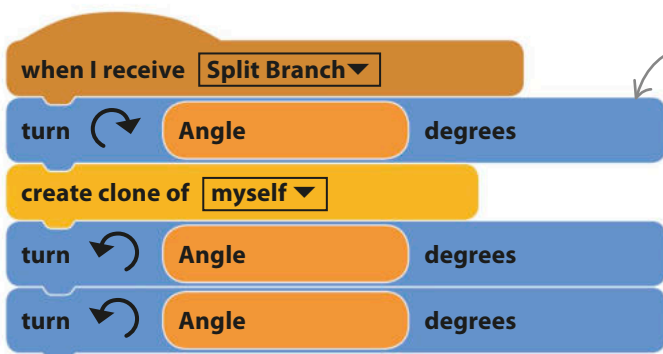 when I receive Split Branch
turn Angle degrees
create clone of myself
turn Angle degrees
turn Angle degrees